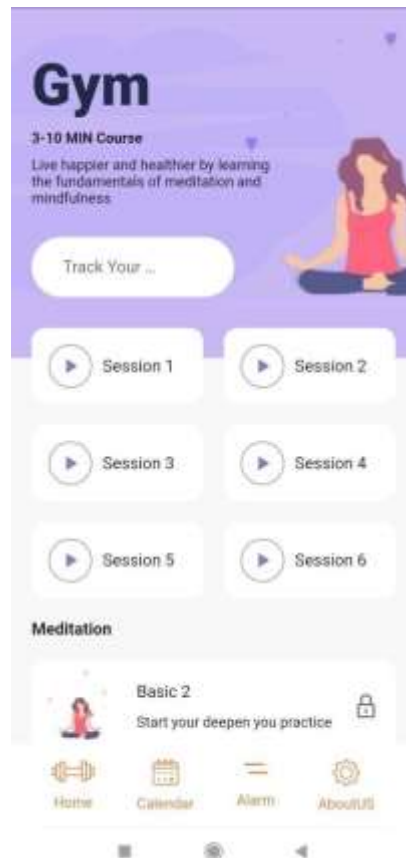 Gym
3-10 MIN Course
Live happier and healthier by learning
the fundamentals of meditation and
mindfulness
Track Your ...
Session 1
Session 2
Session 3
Session 4
Session 5
Session 6
Meditation
Basic 2
Start your deepen you practice
Home
Calendar
Alarm
AboutUS